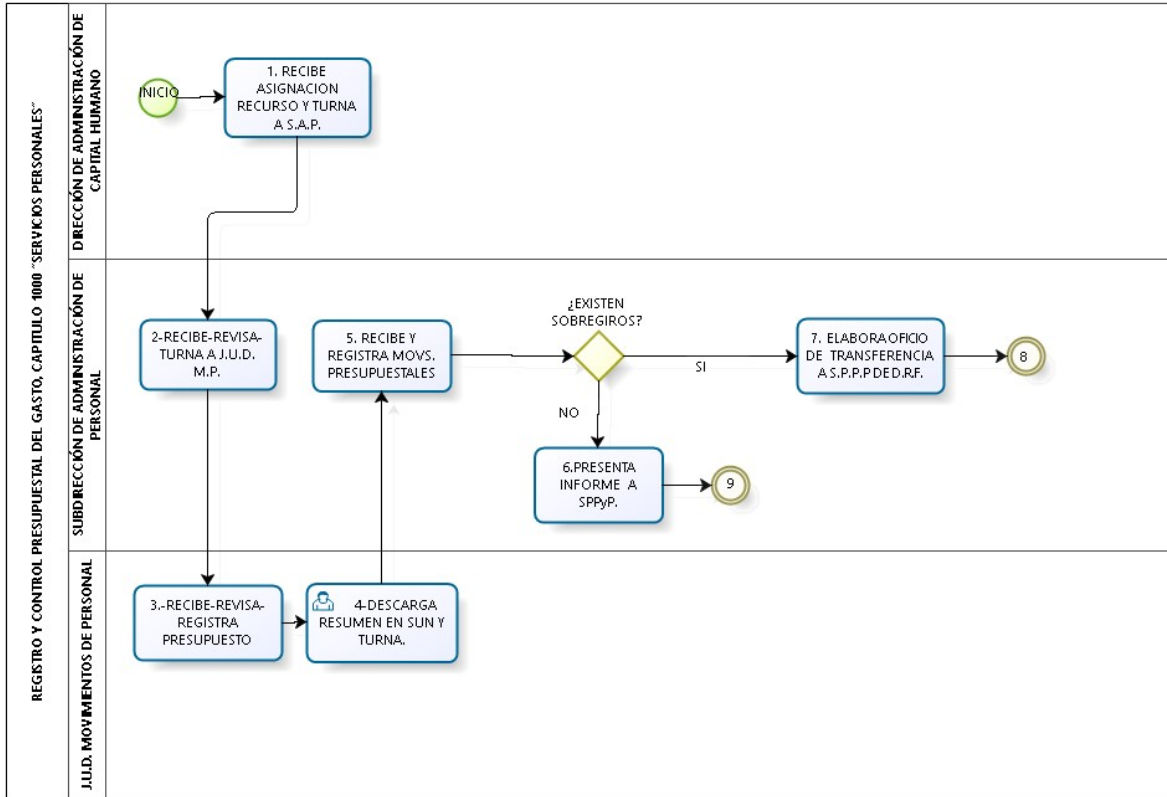 REGISTRO Y CONTROL PRESUPUESTAL DEL GASTO, CAPITULO 1000 "SERVICIOS PERSONALES"
DIRECCIÓN DE ADMINISTRACIÓN DE
CAPITAL HUMANO
INICIO
1. RECIBE
ASIGNACION
RECURSO Y TURNA
A S.A.P.
SUBDIRECCIÓN DE ADMINISTRACIÓN DE
PERSONAL
2-RECIBE-REVISA-
TURNA A J.U.D.
M.P.
5. RECIBE Y
REGISTRA MOVS.
PRESUPUESTALES
¿EXISTEN
SOBREGIROS?
SI
7. ELABORA OFICIO
DE TRANSFERENCIA
A S.P.P.P DE D.R.F.
8
NO
6.PRESENTA
INFORME A
SPPyP.
9
J.U.D. MOVIMIENTOS DE PERSONAL
3.-RECIBE-REVISA-
REGISTRA
PRESUPUESTO
4-DESCARGA
RESUMEN EN SUN Y
TURNA.